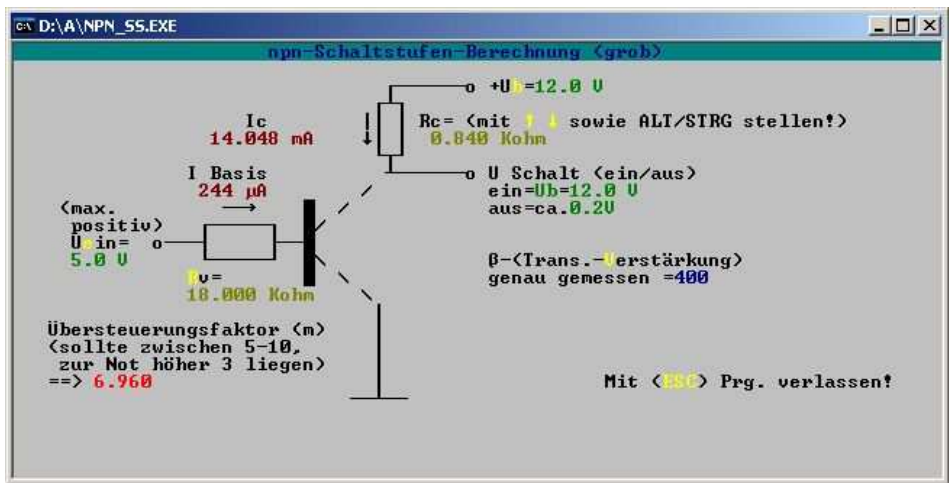 D:\A\NPN_SS.EXE
npn-Schaltstufen-Berechnung (grob)
+Ub=12.0 V
Ic
14.048 mA
Rc= (mit ↑ ↓ sowie ALT/STRG stellen!)
0.840 Kohm
I Basis
244 µA
U Schalt (ein/aus)
ein=Ub=12.0 V
aus=ca.0.2V
(max.
positiv)
Uein= o
5.0 V
Rv=
18.000 Kohm
β-(Trans.-Verstärkung)
genau gemessen =400
Übersteuerungsfaktor (m)
(sollte zwischen 5-10,
zur Not höher 3 liegen)
==> 6.960
Mit (ESC) Prg. verlassen!